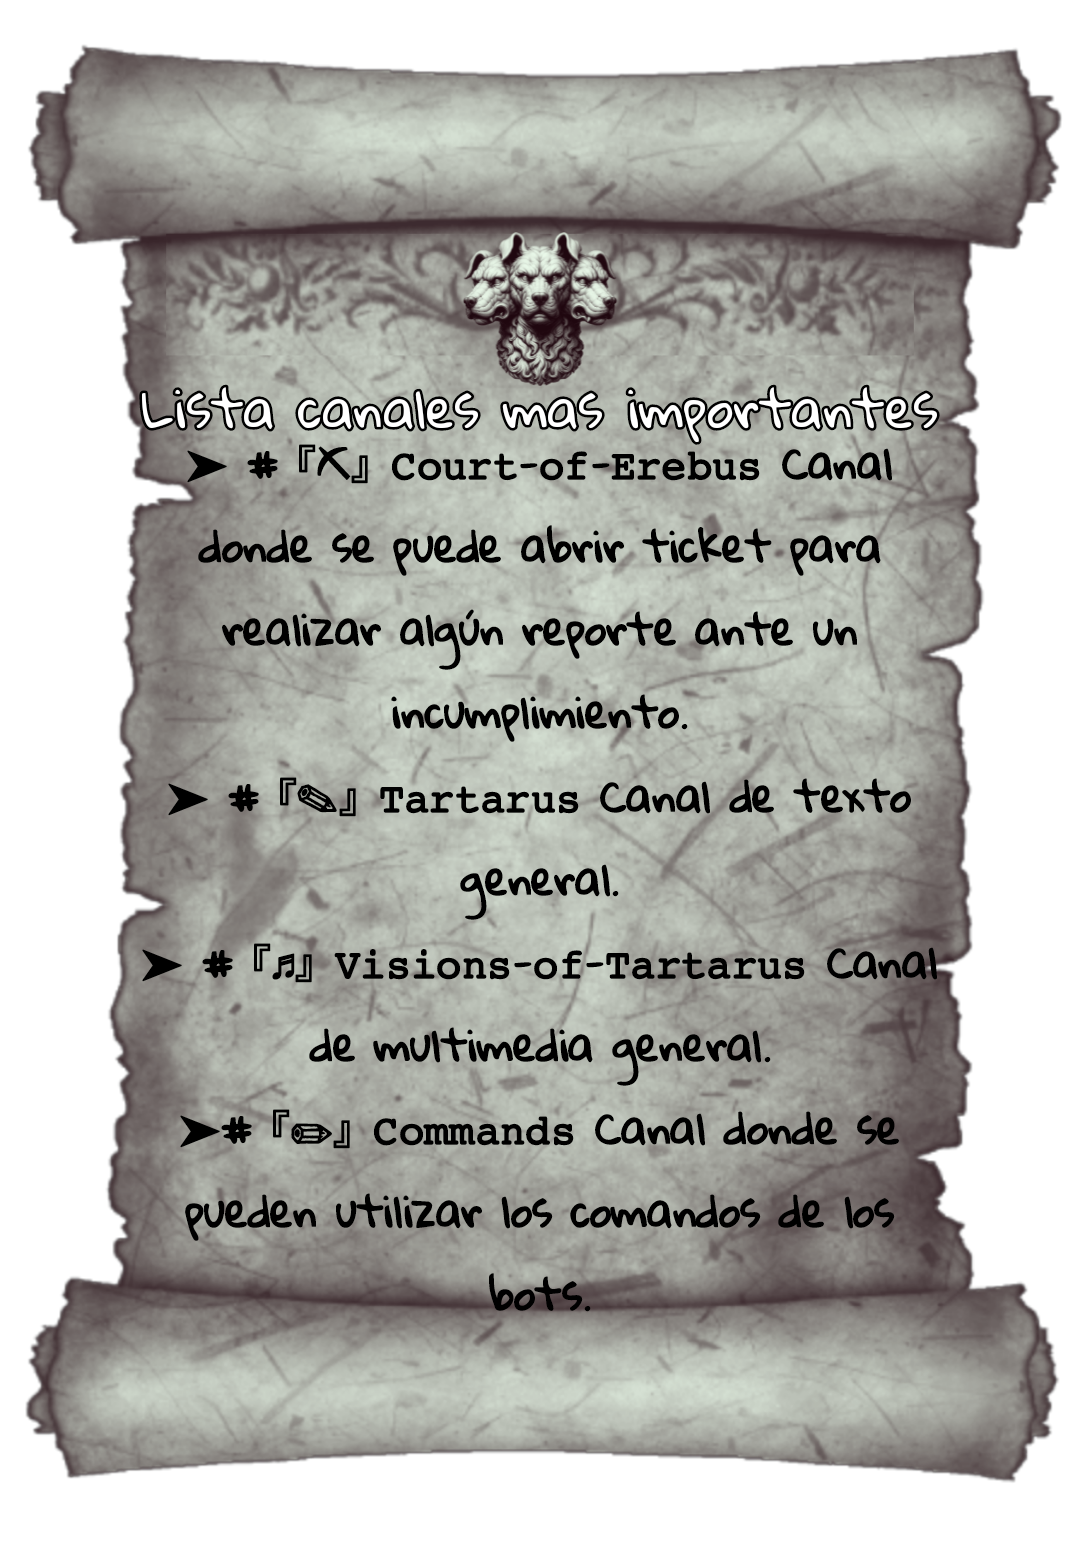 Lista canales mas importantes
➤ # 『⛏』 Court-of-Erebus Canal
donde se puede abrir ticket para
realizar algún reporte ante un
incumplimiento.
➤ # 『✎』 Tartarus Canal de texto
general.
➤ # 『♬』 Visions-of-Tartarus Canal
de multimedia general.
➤# 『✏』 Commands Canal donde se
pueden utilizar los comandos de los
bots.